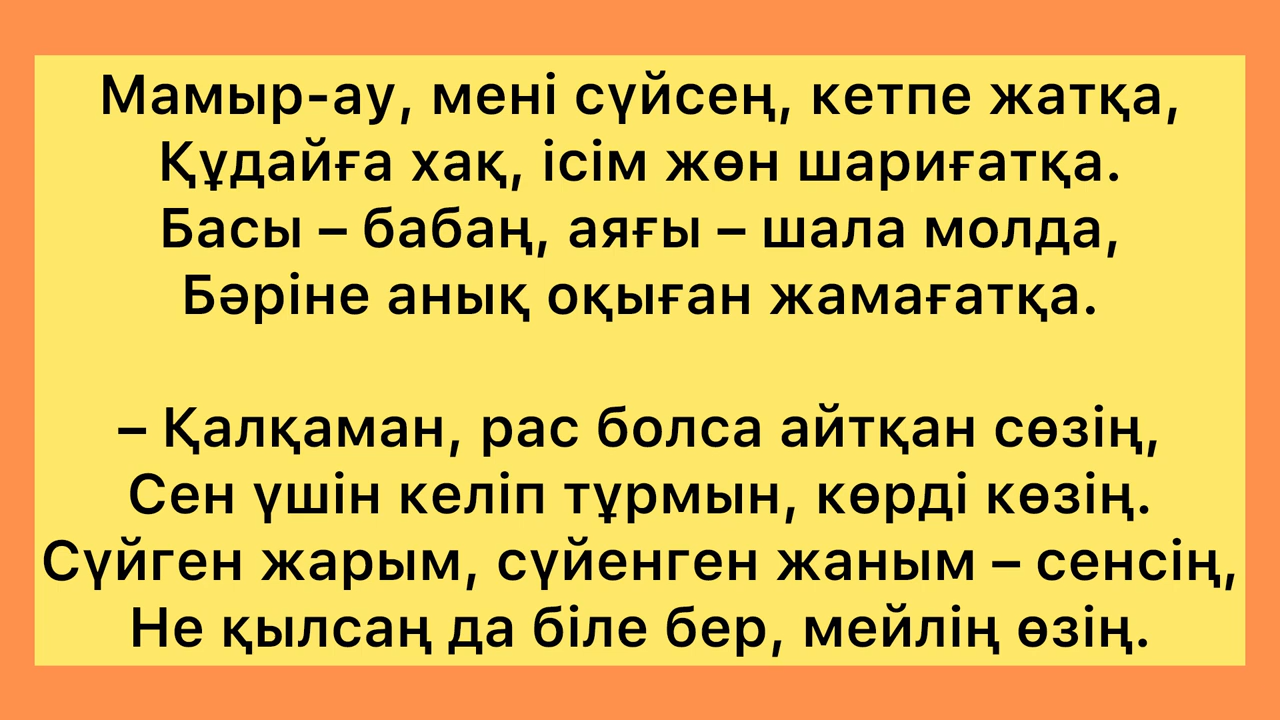 Мамыр-ау, мені сүйсең, кетпе жатқа,
Құдайға хақ, ісім жөн шариғатқа.
Басы – бабаң, аяғы – шала молда,
Бәріне анық оқыған жамағатқа.
– Қалқаман, рас болса айтқан сөзің,
Сен үшін келіп тұрмын, көрді көзің.
Сүйген жарым, сүйенген жаным – сенсің,
Не қылсаң да біле бер, мейлің өзің.